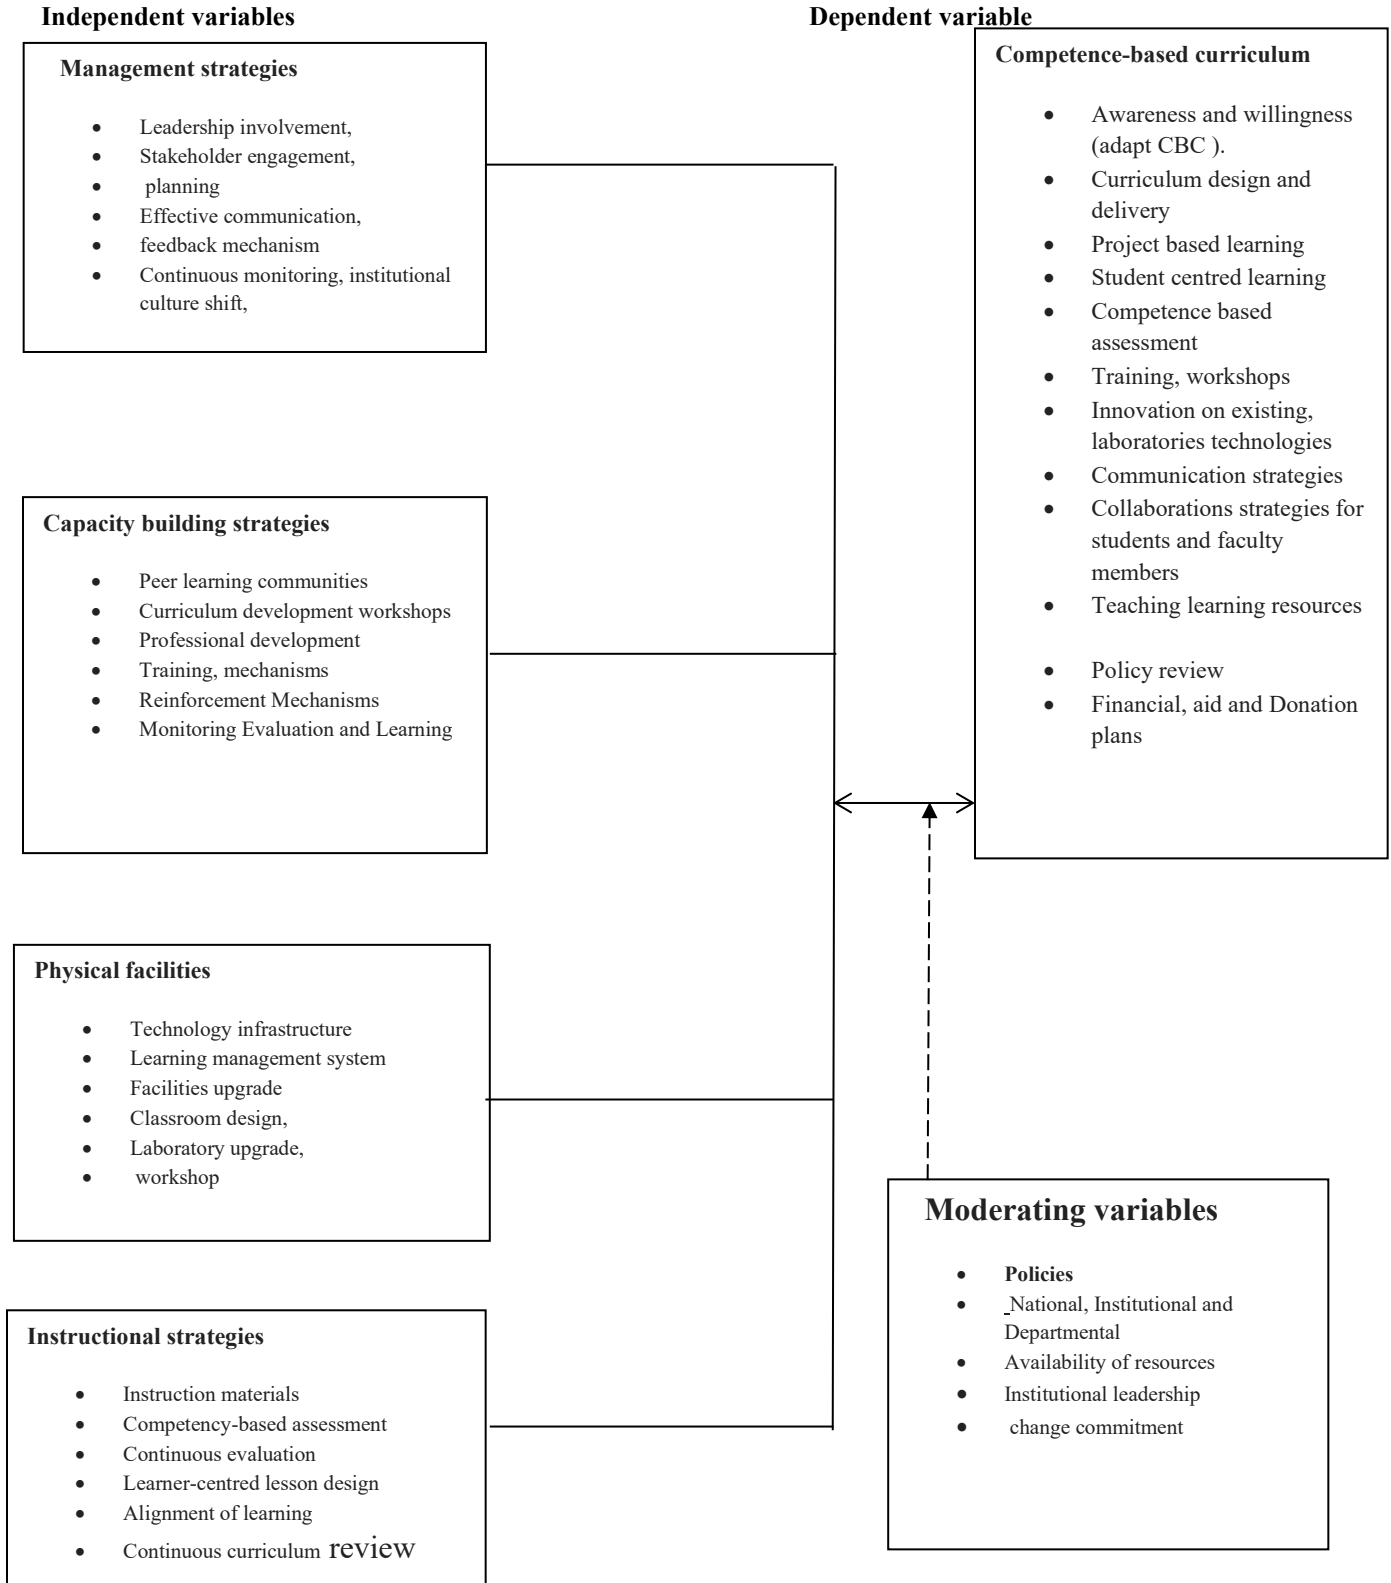 Independent variables
Dependent variable
Management strategies
• Leadership involvement,
• Stakeholder engagement,
• planning
• Effective communication,
• feedback mechanism
• Continuous monitoring, institutional
culture shift,
Capacity building strategies
• Peer learning communities
• Curriculum development workshops
• Professional development
• Training, mechanisms
• Reinforcement Mechanisms
• Monitoring Evaluation and Learning
Physical facilities
• Technology infrastructure
• Learning management system
• Facilities upgrade
• Classroom design,
• Laboratory upgrade,
• workshop
Instructional strategies
• Instruction materials
• Competency-based assessment
• Continuous evaluation
• Learner-centred lesson design
• Alignment of learning
• Continuous curriculum review
Competence-based curriculum
• Awareness and willingness
(adapt CBC ).
• Curriculum design and
delivery
• Project based learning
• Student centred learning
• Competence based
assessment
• Training, workshops
• Innovation on existing,
laboratories technologies
• Communication strategies
• Collaborations strategies for
students and faculty
members
• Teaching learning resources
• Policy review
• Financial, aid and Donation
plans
Moderating variables
• Policies
• National, Institutional and
Departmental
• Availability of resources
• Institutional leadership
• change commitment